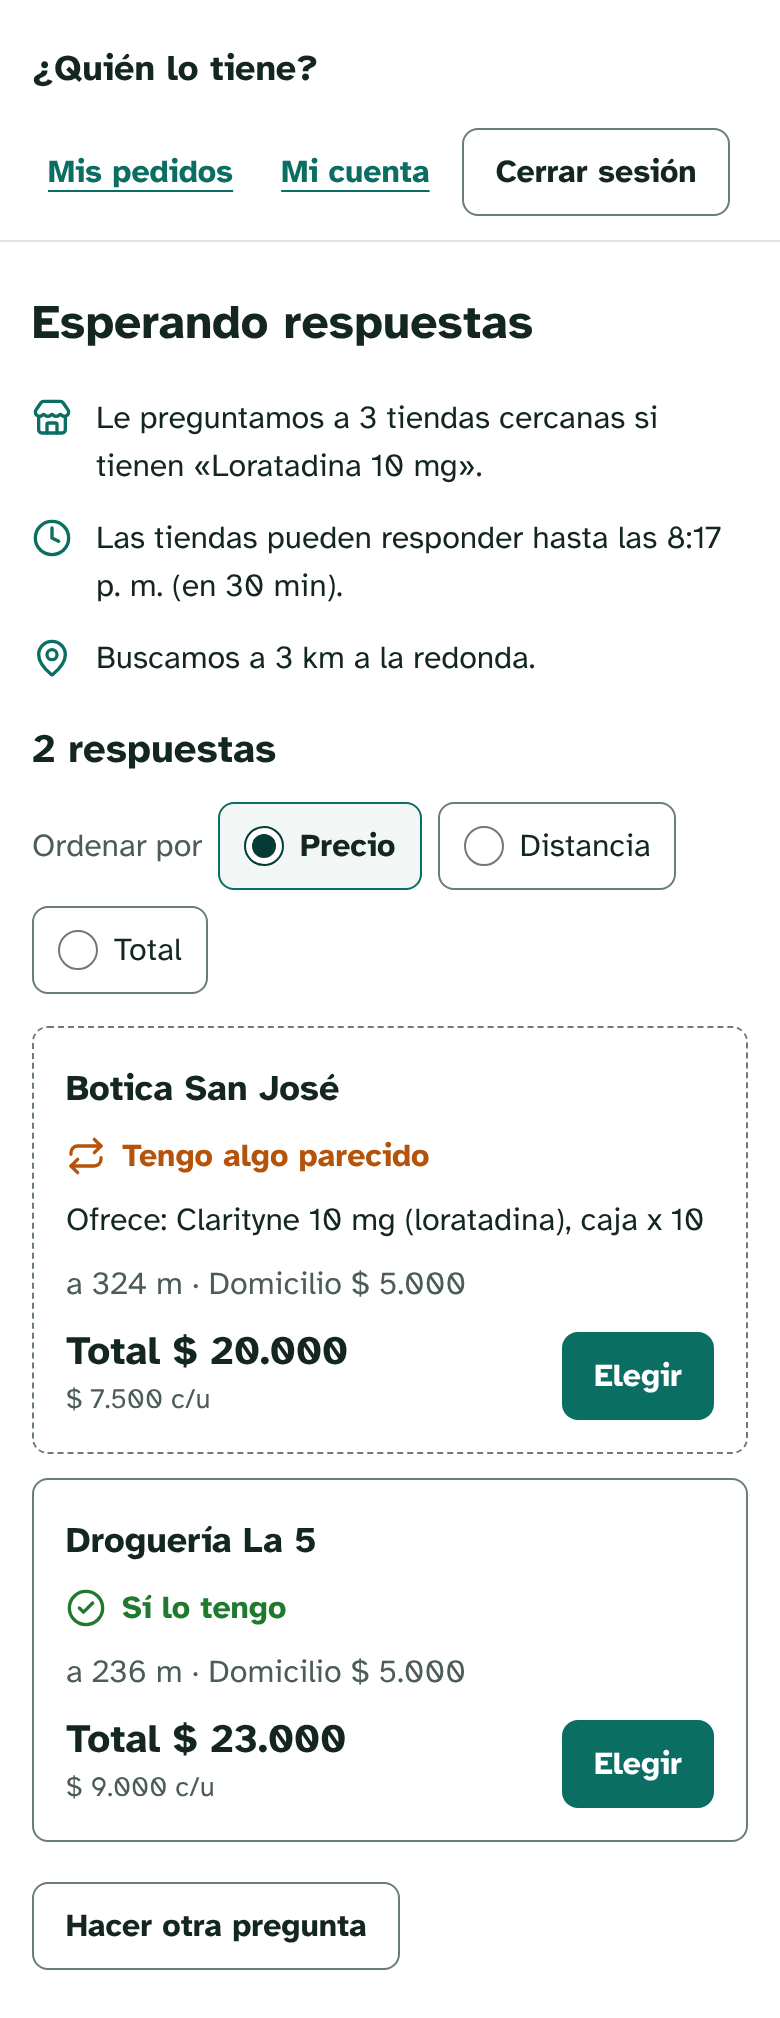 ¿Quién lo tiene?
Mis pedidos
Mi cuenta
Cerrar sesión
Esperando respuestas
Le preguntamos a 3 tiendas cercanas si
tienen «Loratadina 10 mg».
Las tiendas pueden responder hasta las 8:17
p. m. (en 30 min).
Buscamos a 3 km a la redonda.
2 respuestas
Ordenar por
Precio
Distancia
Total
Botica San José
Tengo algo parecido
Ofrece: Clarityne 10 mg (loratadina), caja x 10
a 324 m · Domicilio $ 5.000
Total $ 20.000
$ 7.500 c/u
Elegir
Droguería La 5
Sí lo tengo
a 236 m · Domicilio $ 5.000
Total $ 23.000
$ 9.000 c/u
Elegir
Hacer otra pregunta